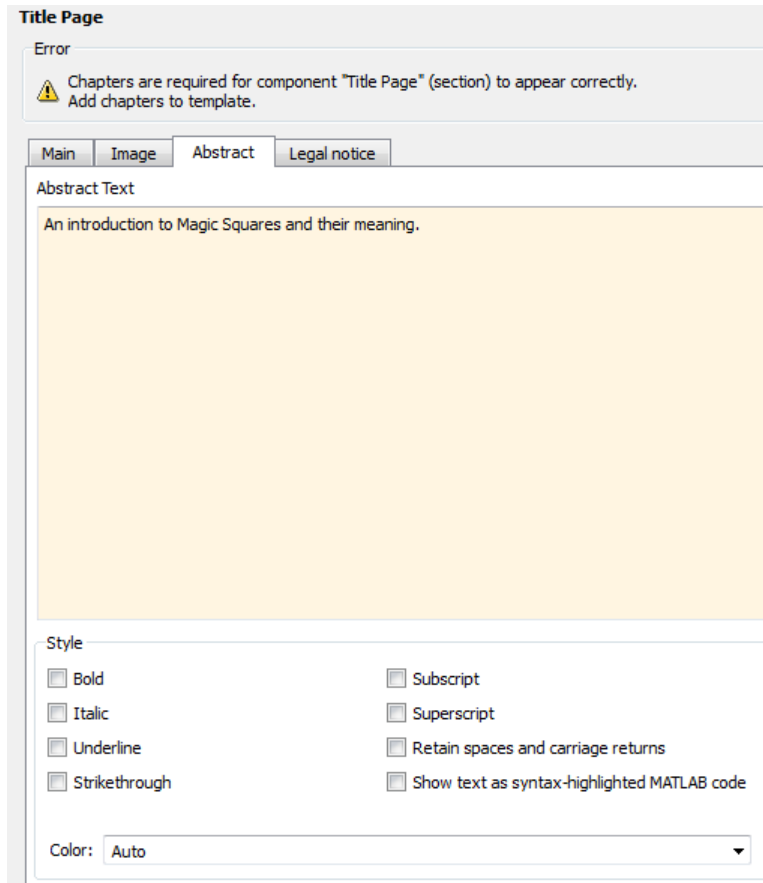 Title Page
Error
Chapters are required for component "Title Page" (section) to appear correctly.
Add chapters to template.
Main Image Abstract Legal notice
Abstract Text
An introduction to Magic Squares and their meaning.
Style
Bold Subscript
Italic Superscript
Underline Retain spaces and carriage returns
Strikethrough Show text as syntax-highlighted MATLAB code
Color: Auto